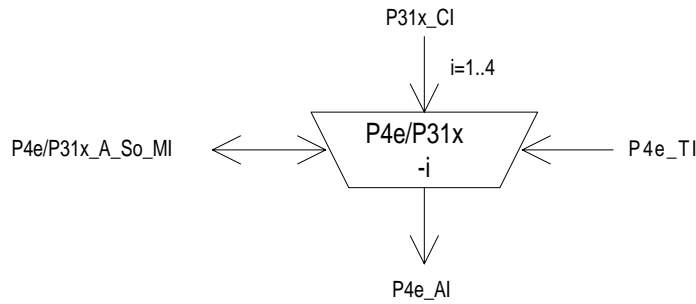 P31x_CI
i=1..4
P4e/P31x
-i
P4e/P31x_A_So_MI
P4e_TI
P4e_AI